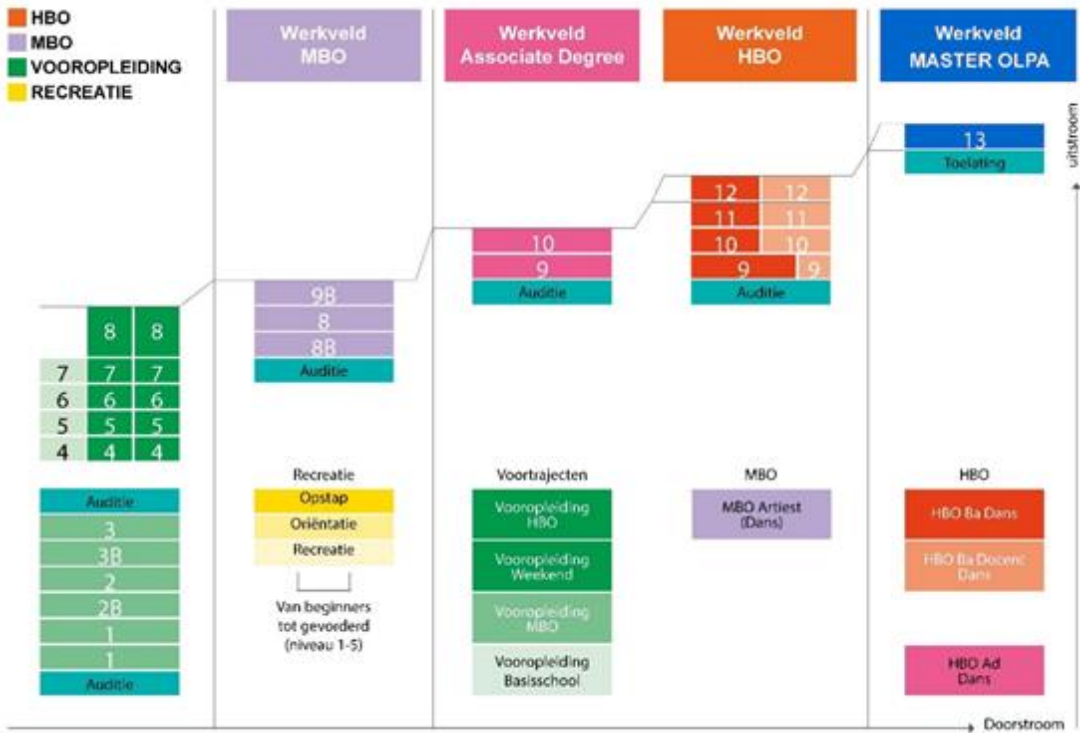 HBO
MBO
VOOROPLEIDING
RECREATIE
Werkveld
MBO
Werkveld
Associate Degree
Werkveld
HBO
Werkveld
MASTER OLPA
uitstroom
13
Toelating
12 12
11 11
10 10
9 9
Auditie
10
9
Auditie
9B
8
8B
Auditie
8 8
7 7 7
6 6 6
5 5 5
4 4 4
Auditie
3
3B
2
2B
1
1
Auditie
Recreatie
Opstap
Oriëntatie
Recreatie
Van beginners
tot gevorderd
(niveau 1-5)
Voortrajecten
Vooropleiding
HBO
Vooropleiding
Weekend
Vooropleiding
MBO
Vooropleiding
Basisschool
MBO
MBO Artiest
(Dans)
HBO
HBO Ba Dans
HBO Ba Docent
Dans
HBO Ad
Dans
Doorstroom